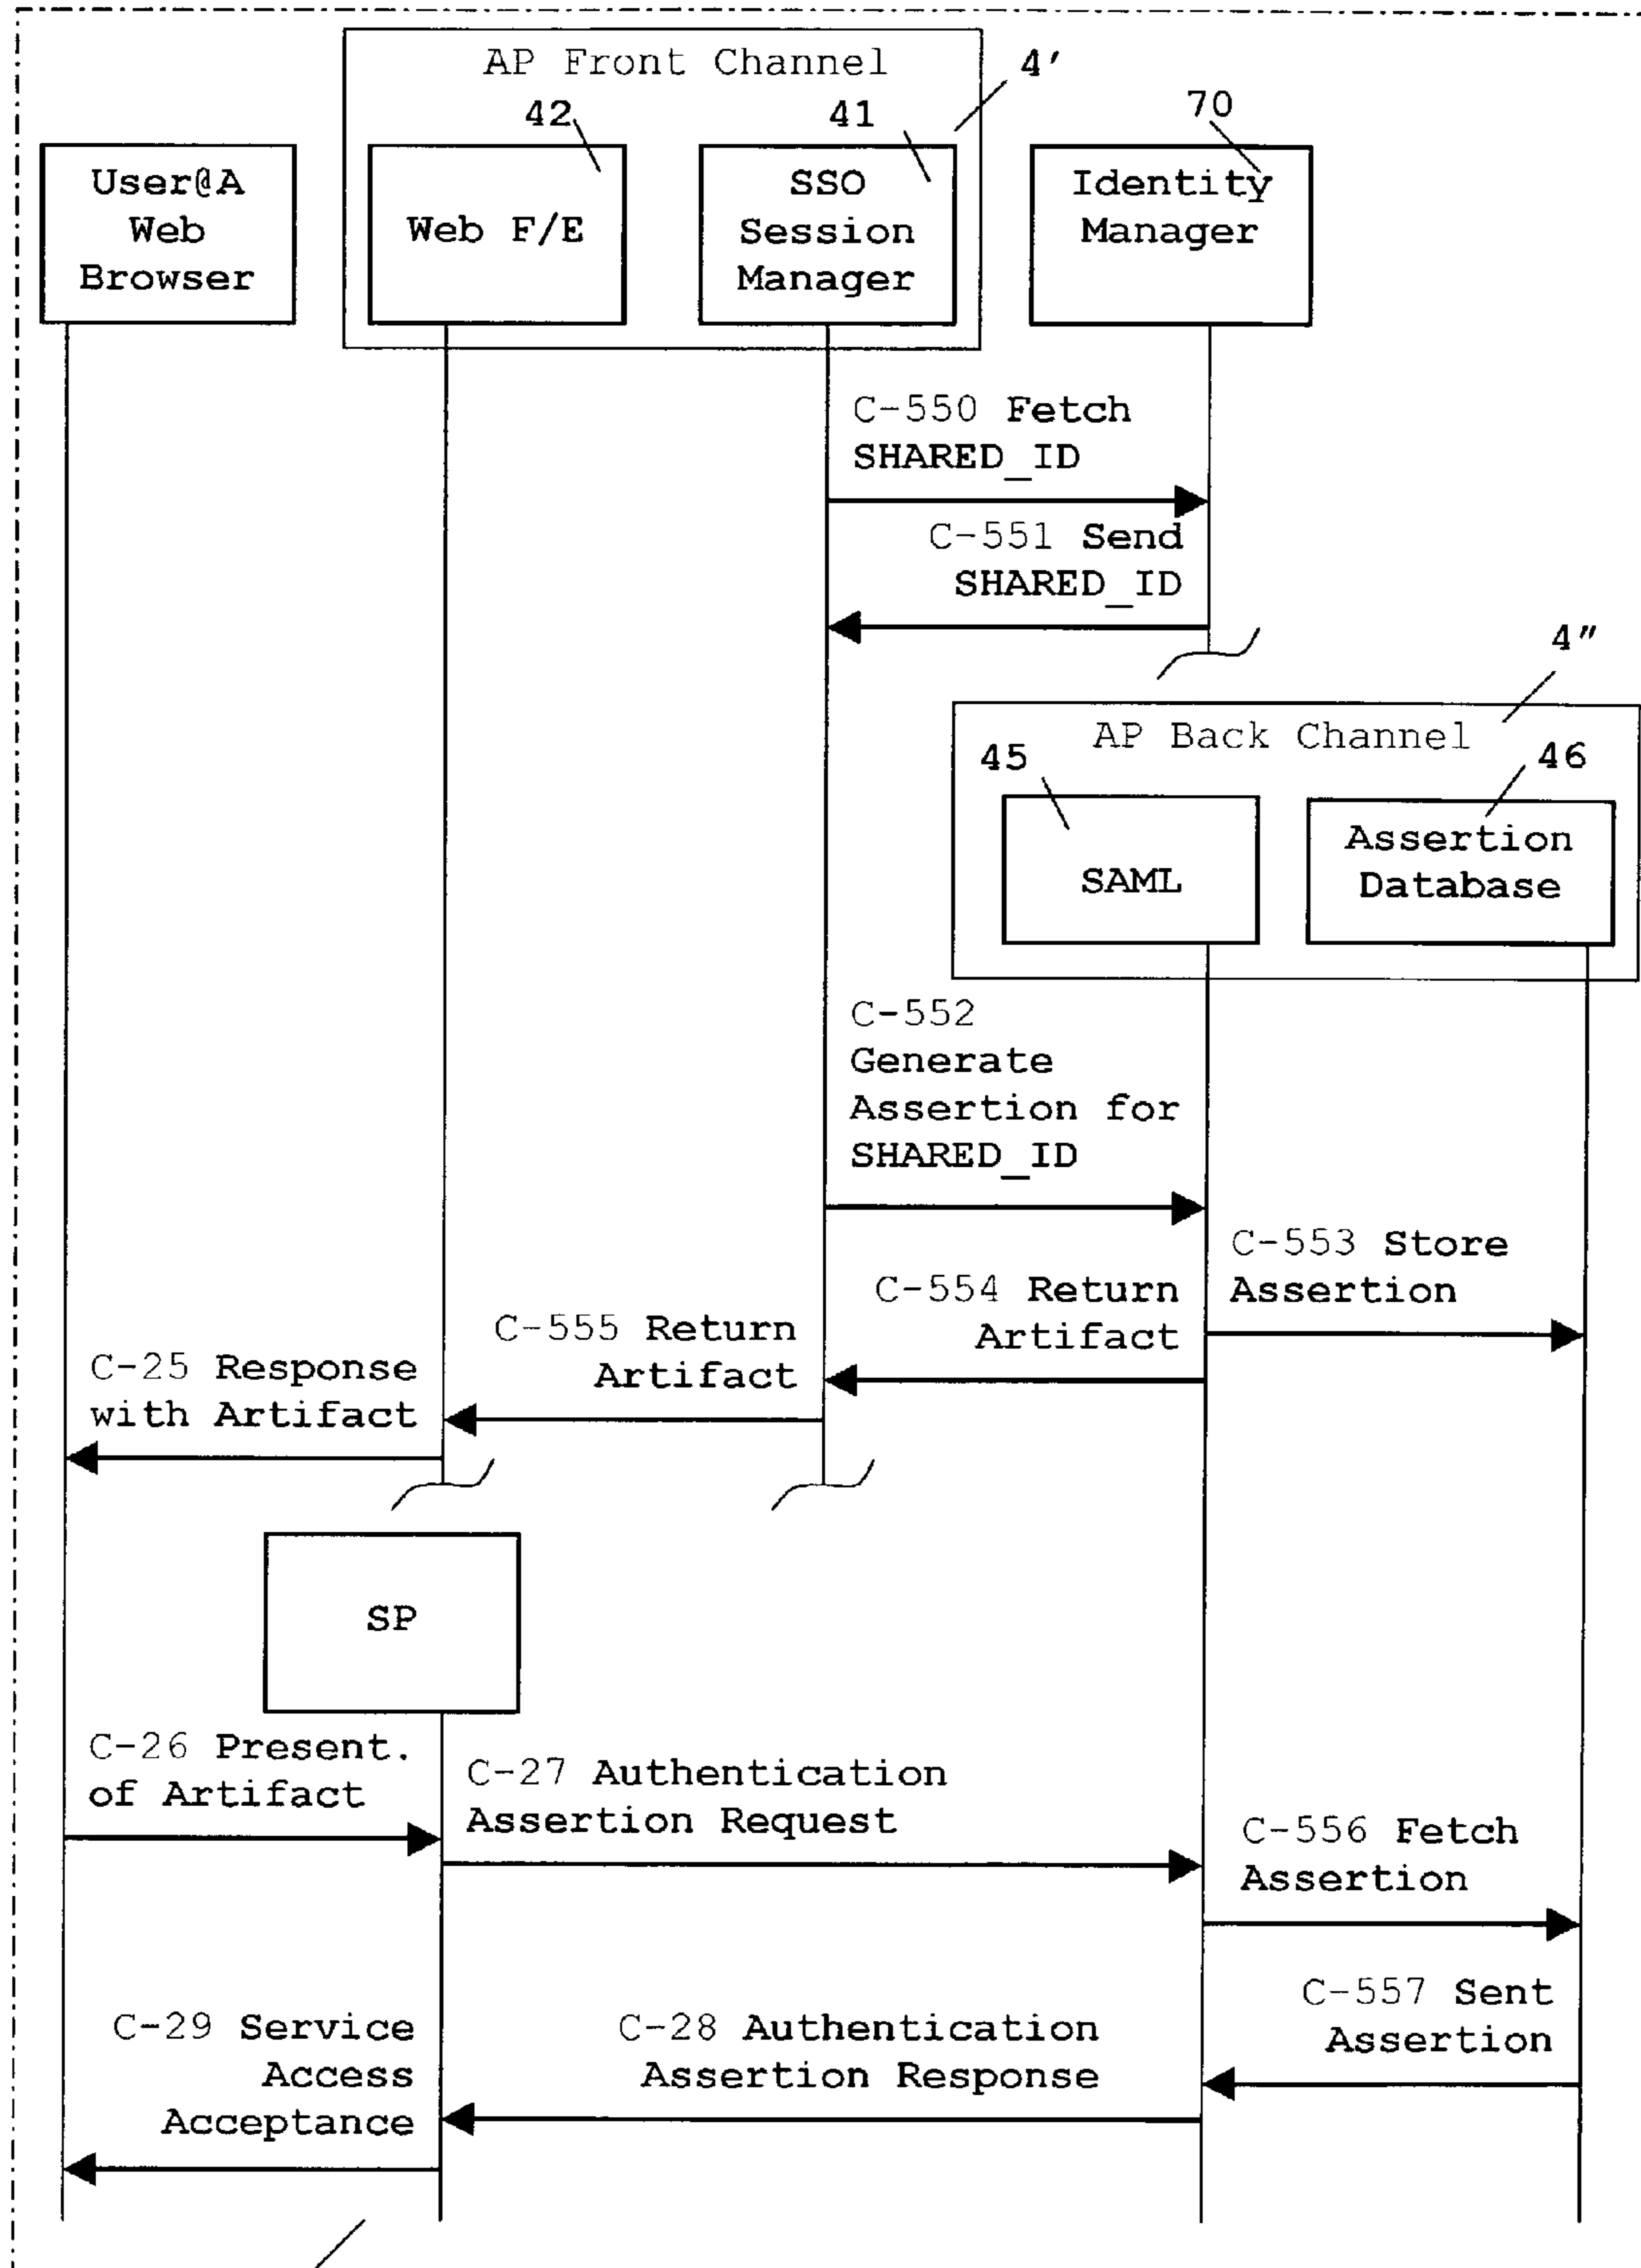 AP Front Channel
4′
42
41
70
User@A
Web
Browser
Web F/E
SSO
Session
Manager
Identity
Manager
C-550 Fetch
SHARED_ID
C-551 Send
SHARED_ID
4″
AP Back Channel
45
46
SAML
Assertion
Database
C-552
Generate
Assertion for
SHARED_ID
C-553 Store
Assertion
C-554 Return
Artifact
C-555 Return
Artifact
C-25 Response
with Artifact
SP
C-26 Present.
of Artifact
C-27 Authentication
Assertion Request
C-556 Fetch
Assertion
C-557 Sent
Assertion
C-28 Authentication
Assertion Response
C-29 Service
Access
Acceptance